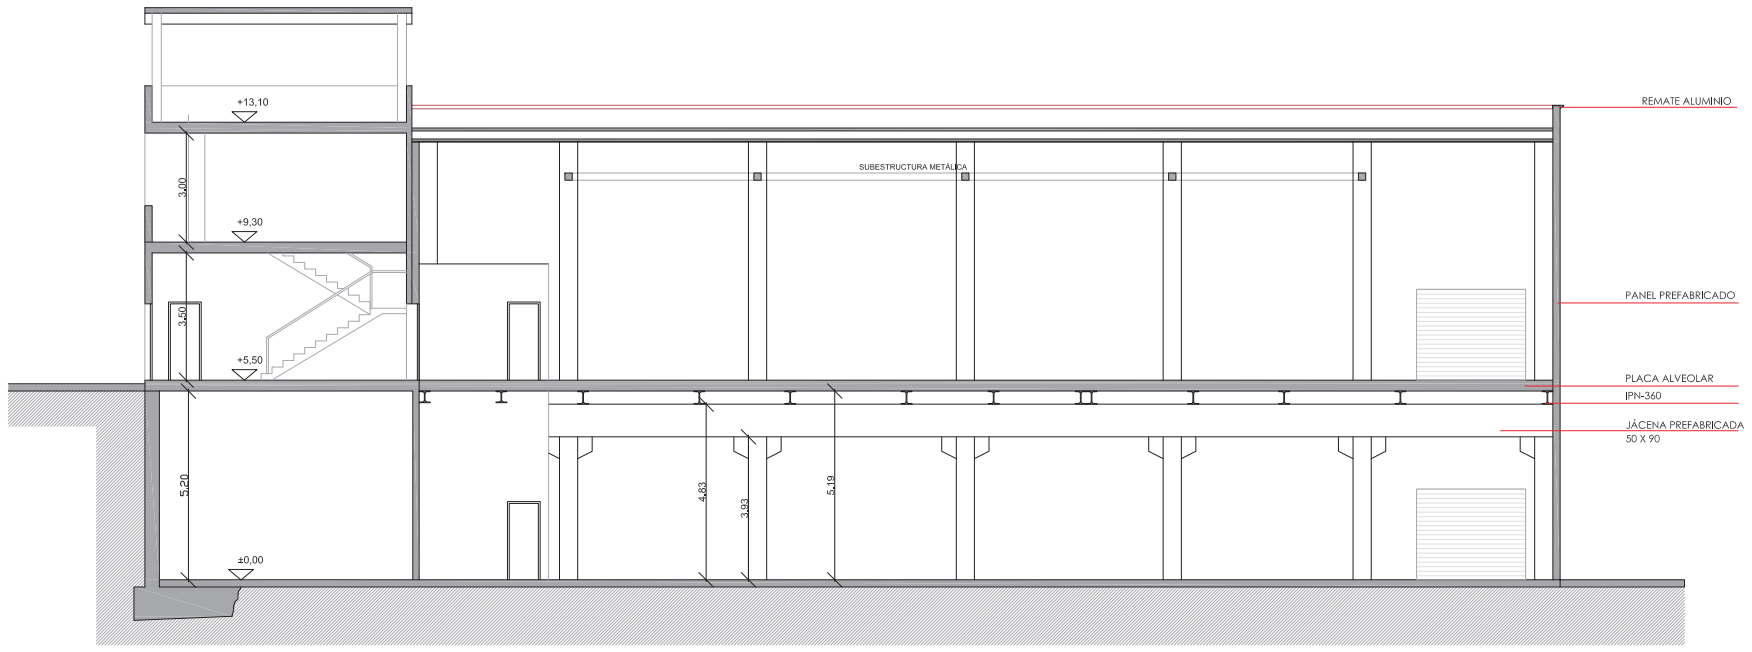 +13,10
REMATE ALUMINIO
SUBESTRUCTURA METÁLICA
3,00
+9,30
PANEL PREFABRICADO
3,50
+5,50
PLACA ALVEOLAR
IPN-360
JÁCENA PREFABRICADA
50 X 90
5,20
4,83
3,93
5,19
±0,00